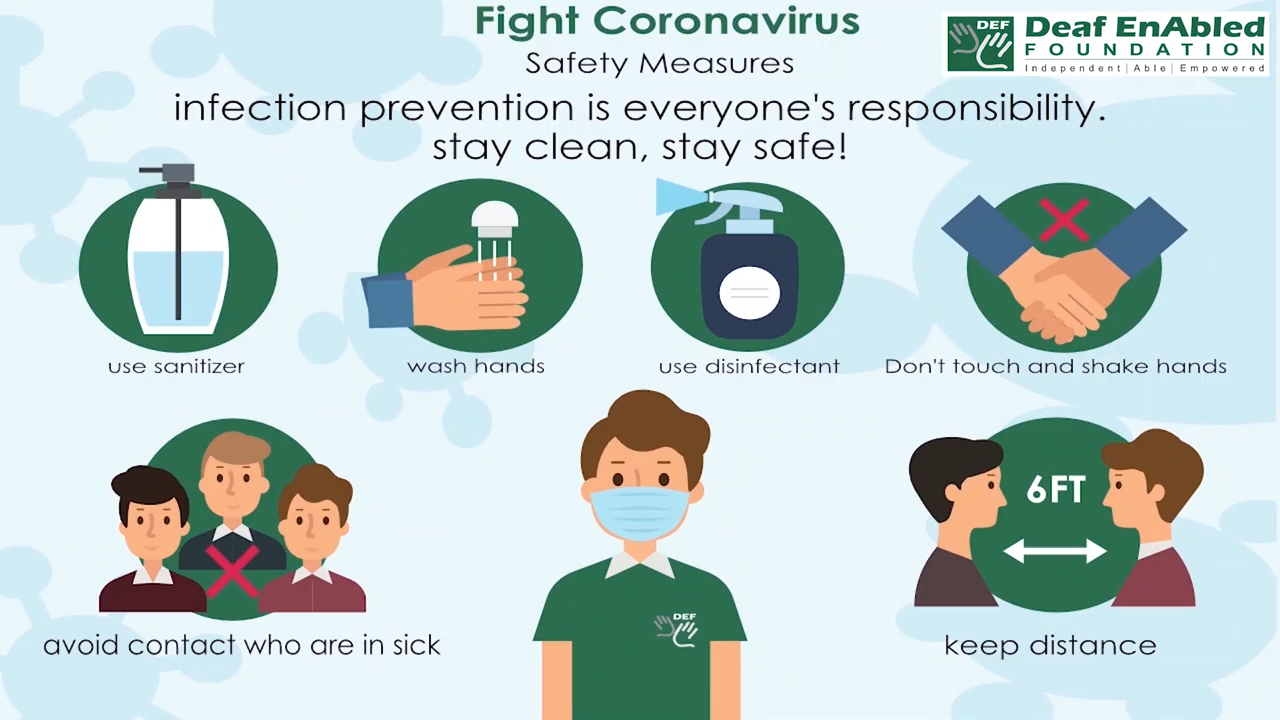 Fight Coronavirus
Safety Measures
DEF
Deaf EnAbled
FOUNDATION
Independent | Able | Empowered
infection prevention is everyone's responsibility.
stay clean, stay safe!
use sanitizer
wash hands
use disinfectant
Don't touch and shake hands
6FT
DEF
avoid contact who are in sick
keep distance